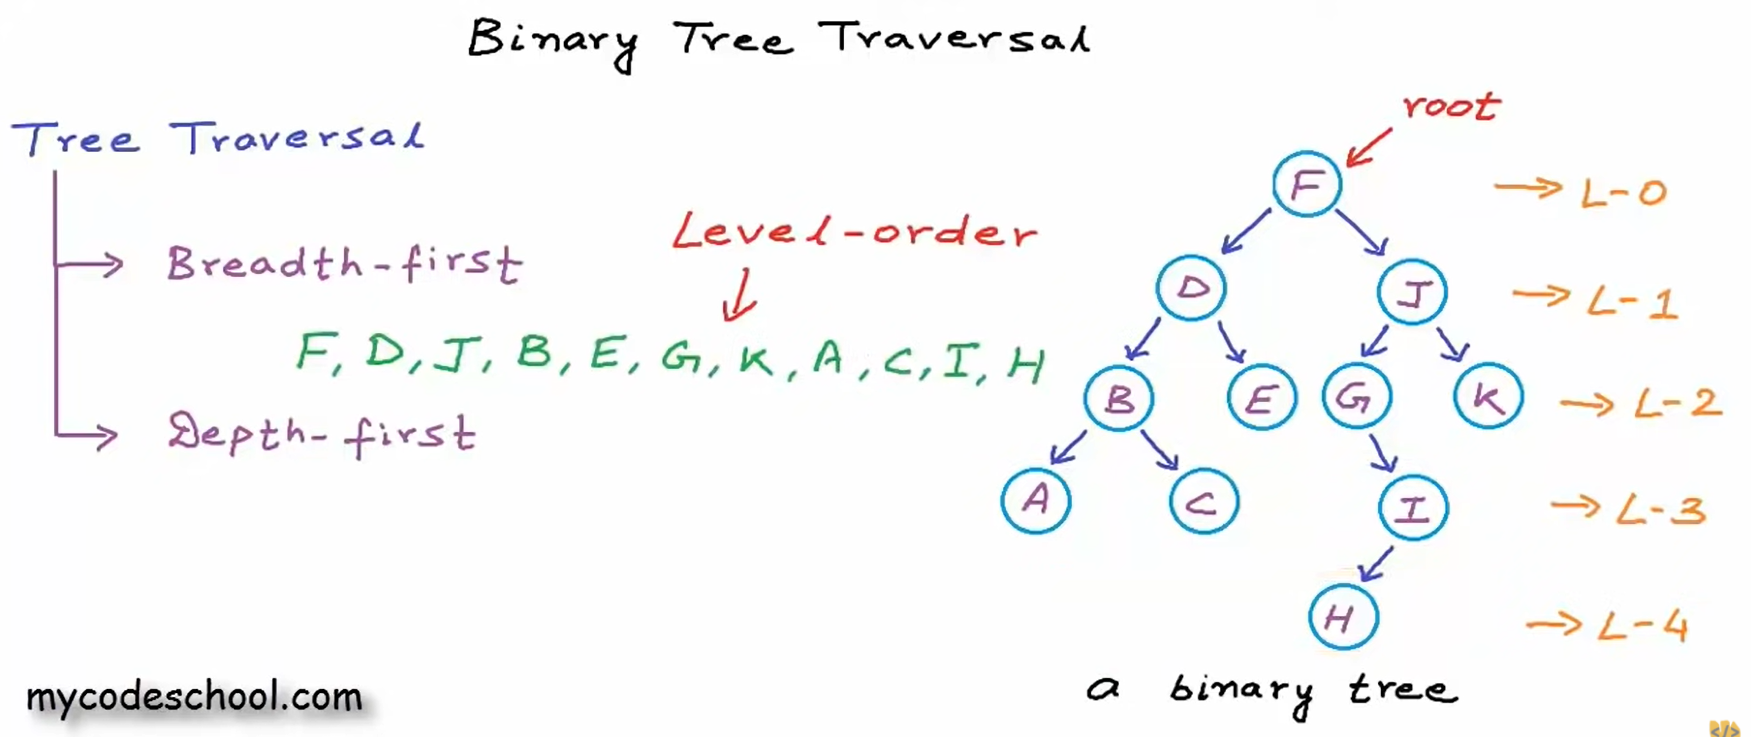 Binary Tree Traversal
Tree Traversal
Breadth-first
Level-order
F, D, J, B, E, G, K, A, C, I, H
Depth-first
root
F
L-0
D
J
L-1
B
E
G
K
L-2
A
C
I
L-3
H
L-4
a binary tree
mycodeschool.com